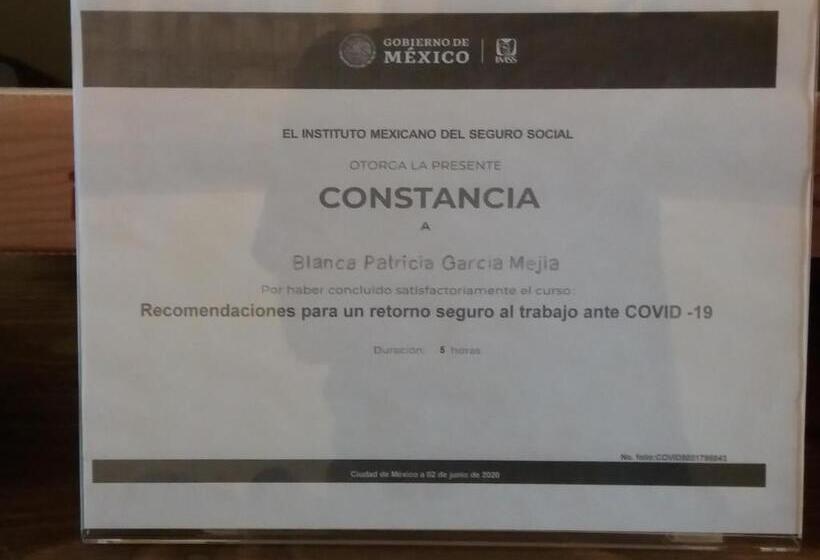 GOBIERNO DE
MÉXICO
IMSS
EL INSTITUTO MEXICANO DEL SEGURO SOCIAL
OTORGA LA PRESENTE
CONSTANCIA
A
Blanca Patricia Garcia Mejia
Por haber concluido satisfactoriamente el curso:
Recomendaciones para un retorno seguro al trabajo ante COVID -19
Duración: 5 horas
No. folio:
Ciudad de México a 02 de junio de 2020